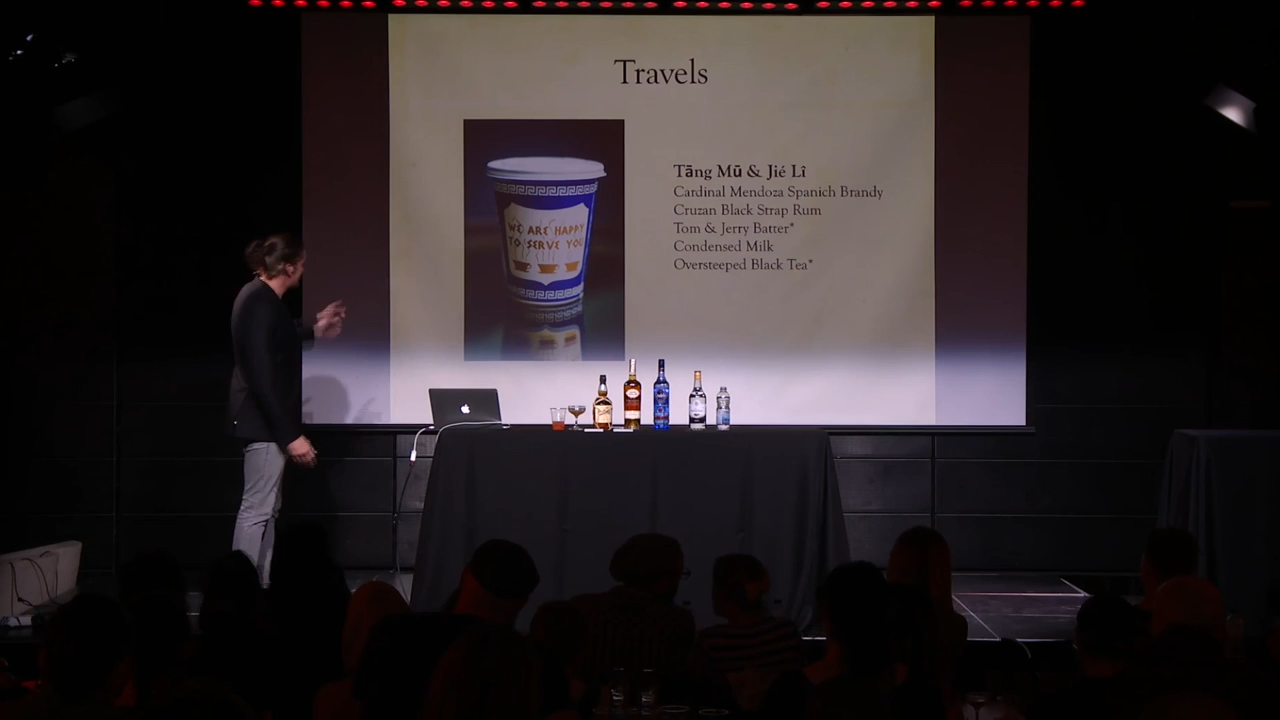 Travels
WE ARE HAPPY
TO SERVE YOU
Tāng Mū & Jié Lî
Cardinal Mendoza Spanich Brandy
Cruzan Black Strap Rum
Tom & Jerry Batter*
Condensed Milk
Oversteeped Black Tea*